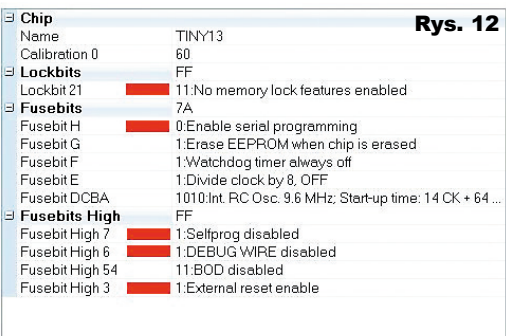 Chip
Rys. 12
Name TINY13
Calibration 0 60
Lockbits FF
Lockbit 21 11:No memory lock features enabled
Fusebits 7A
Fusebit H 0:Enable serial programming
Fusebit G 1:Erase EEPROM when chip is erased
Fusebit F 1:Watchdog timer always off
Fusebit E 1:Divide clock by 8, OFF
Fusebit DCBA 1010:Int. RC Osc. 9.6 MHz; Start-up time: 14 CK + 64 ...
Fusebits High FF
Fusebit High 7 1:Selfprog disabled
Fusebit High 6 1:DEBUG WIRE disabled
Fusebit High 54 11:BOD disabled
Fusebit High 3 1:External reset enable